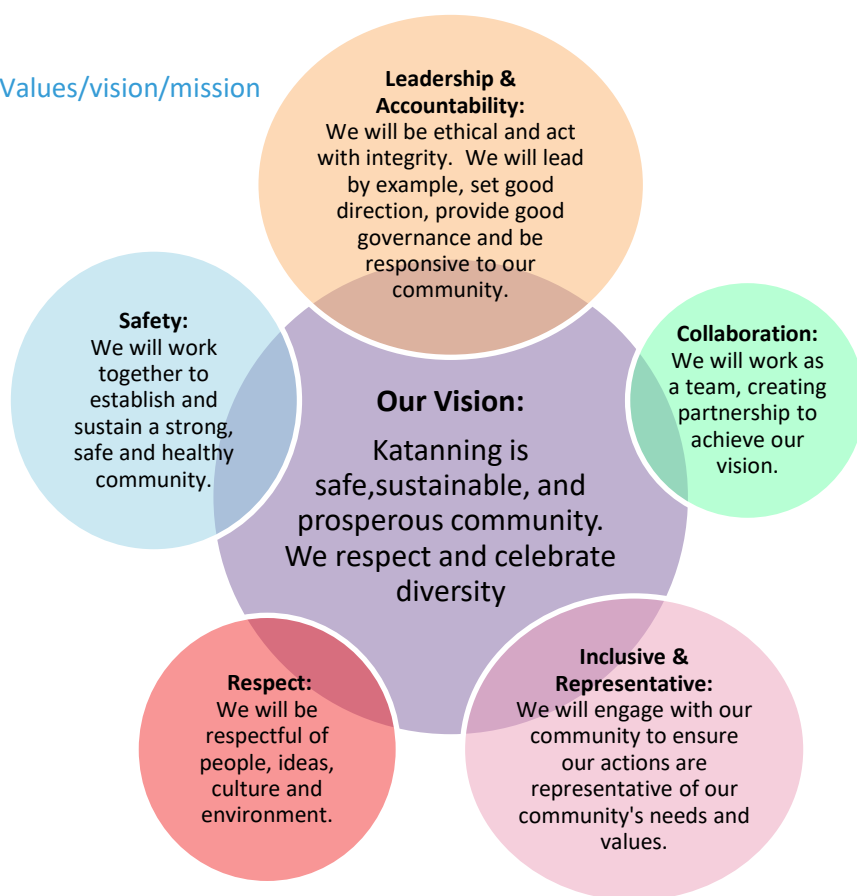 Values/vision/mission
Leadership &
Accountability:
We will be ethical and act
with integrity.  We will lead
by example, set good
direction, provide good
governance and be
responsive to our
community.
Safety:
We will work
together to
establish and
sustain a strong,
safe and healthy
community.
Collaboration:
We will work as
a team, creating
partnership to
achieve our
vision.
Our Vision:
Katanning is
safe,sustainable, and
prosperous community.
We respect and celebrate
diversity
Respect:
We will be
respectful of
people, ideas,
culture and
environment.
Inclusive &
Representative:
We will engage with our
community to ensure
our actions are
representative of our
community's needs and
values.